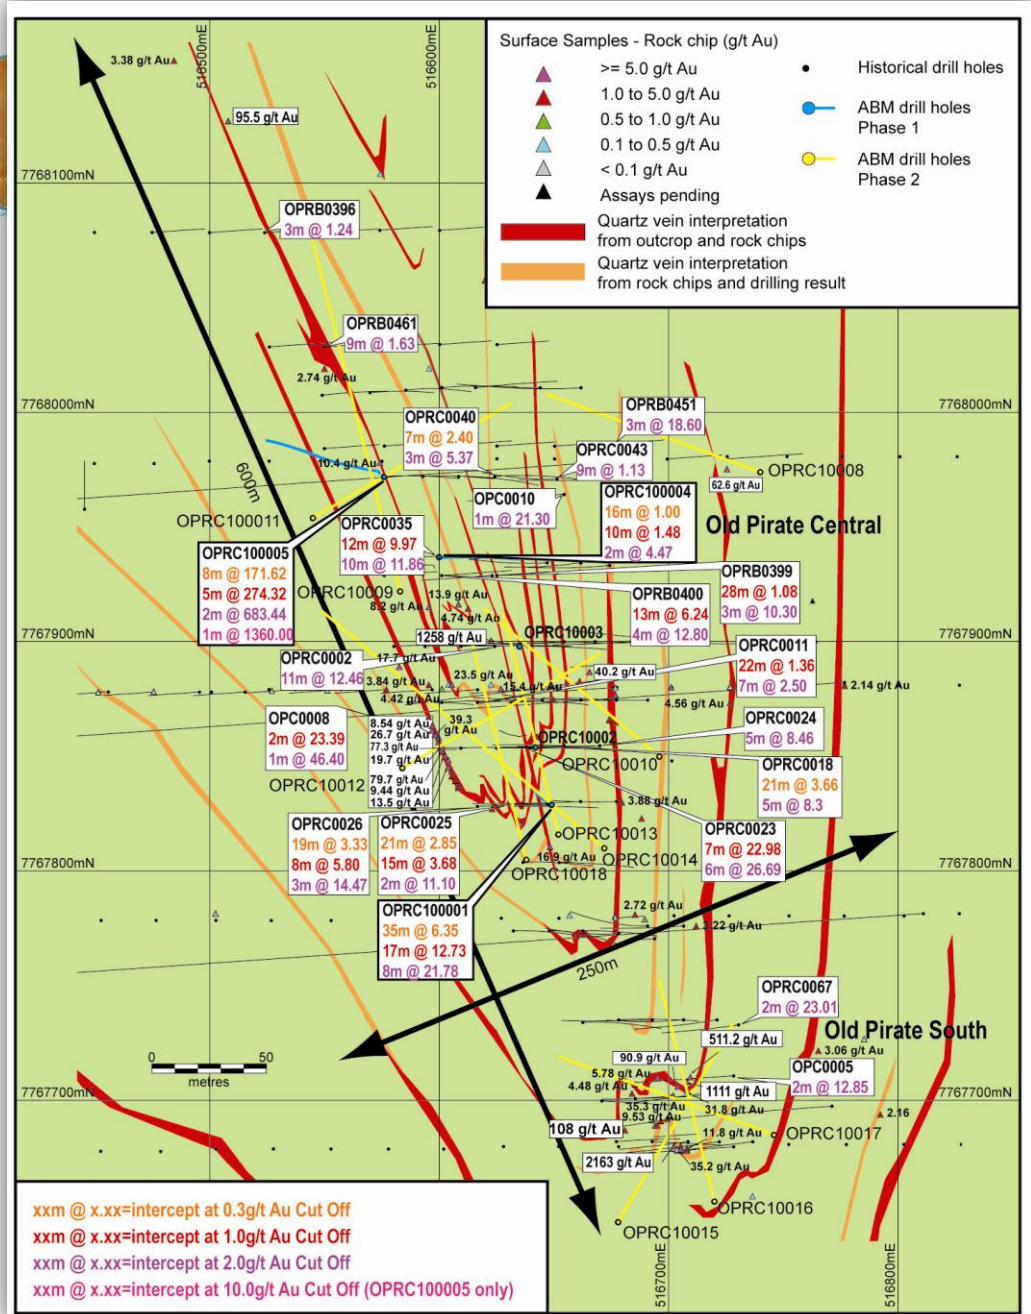 516500mE
516600mE
3.38 g/t Au
95.5 g/t Au
7768100mN
Surface Samples - Rock chip (g/t Au)
>= 5.0 g/t Au
1.0 to 5.0 g/t Au
0.5 to 1.0 g/t Au
0.1 to 0.5 g/t Au
< 0.1 g/t Au
Assays pending
Quartz vein interpretation
from outcrop and rock chips
Quartz vein interpretation
from rock chips and drilling result
Historical drill holes
ABM drill holes
Phase 1
ABM drill holes
Phase 2
7768100mN
OPRB0396
3m @ 1.24
OPRB0461
9m @ 1.63
2.74 g/t Au
7768000mN
7768000mN
OPRC0040
7m @ 2.40
3m @ 5.37
OPRB0451
3m @ 18.60
OPRC0043
9m @ 1.13
OPRC10008
62.6 g/t Au
10.4 g/t Au
600m
OPC0010
1m @ 21.30
OPRC100004
16m @ 1.00
10m @ 1.48
2m @ 4.47
Old Pirate Central
OPRC100011
OPRC0035
12m @ 9.97
10m @ 11.86
OPRC100005
8m @ 171.62
5m @ 274.32
2m @ 683.44
1m @ 1360.00
OPRC10009
8.2 g/t Au
13.9 g/t Au
4.74 g/t Au
OPRB0399
28m @ 1.08
3m @ 10.30
OPRB0400
13m @ 6.24
4m @ 12.80
7767900mN
7767900mN
1258 g/t Au
OPRC10003
OPRC0002
11m @ 12.46
17.7 g/t Au
3.84 g/t Au
4.42 g/t Au
23.5 g/t Au
15.4 g/t Au
40.2 g/t Au
OPRC0011
22m @ 1.36
7m @ 2.50
2.14 g/t Au
4.56 g/t Au
OPC0008
2m @ 23.39
1m @ 46.40
8.54 g/t Au
26.7 g/t Au
77.3 g/t Au
19.7 g/t Au
79.7 g/t Au
9.44 g/t Au
13.5 g/t Au
39.3
g/t Au
OPRC10002
OPRC10010
OPRC0024
5m @ 8.46
OPRC0018
21m @ 3.66
5m @ 8.3
OPRC10012
3.88 g/t Au
OPRC0026
19m @ 3.33
8m @ 5.80
3m @ 14.47
OPRC0025
21m @ 2.85
15m @ 3.68
2m @ 11.10
OPRC10013
OPRC10014
16.9 g/t Au
OPRC10018
OPRC0023
7m @ 22.98
6m @ 26.69
7767800mN
7767800mN
OPRC100001
35m @ 6.35
17m @ 12.73
8m @ 21.78
2.72 g/t Au
3.22 g/t Au
250m
OPRC0067
2m @ 23.01
511.2 g/t Au
Old Pirate South
3.06 g/t Au
0
50
metres
90.9 g/t Au
5.78 g/t Au
4.48 g/t Au
1111 g/t Au
OPC0005
2m @ 12.85
7767700mN
7767700mN
35.3 g/t Au
9.53 g/t Au
31.8 g/t Au
2.16
108 g/t Au
11.8 g/t Au
OPRC10017
2163 g/t Au
35.2 g/t Au
OPRC10016
OPRC10015
516700mE
516800mE
xxm @ x.xx=intercept at 0.3g/t Au Cut Off
xxm @ x.xx=intercept at 1.0g/t Au Cut Off
xxm @ x.xx=intercept at 2.0g/t Au Cut Off
xxm @ x.xx=intercept at 10.0g/t Au Cut Off (OPRC100005 only)